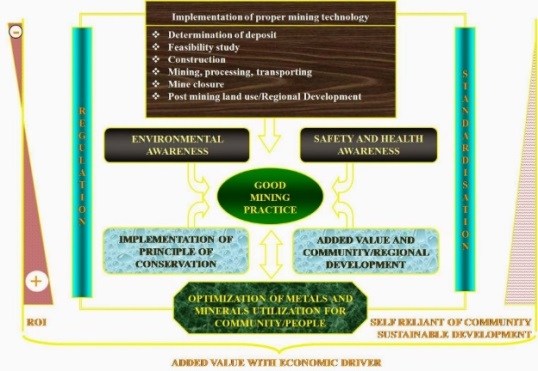 Implementation of proper mining technology
❖ Determination of deposit
❖ Feasibility study
❖ Construction
❖ Mining, processing, transporting
❖ Mine closure
❖ Post mining land use/Regional Development
REGULATION
STANDARDISATION
ENVIRONMENTAL
AWARENESS
SAFETY AND HEALTH
AWARENESS
GOOD
MINING
PRACTICE
IMPLEMENTATION OF
PRINCIPLE OF
CONSERVATION
ADDED VALUE AND
COMMUNITY/REGIONAL
DEVELOPMENT
OPTIMIZATION OF METALS AND
MINERALS UTILIZATION FOR
COMMUNITY/PEOPLE
-
+
ROI
SELF RELIANT OF COMMUNITY
SUSTAINABLE DEVELOPMENT
ADDED VALUE WITH ECONOMIC DRIVER